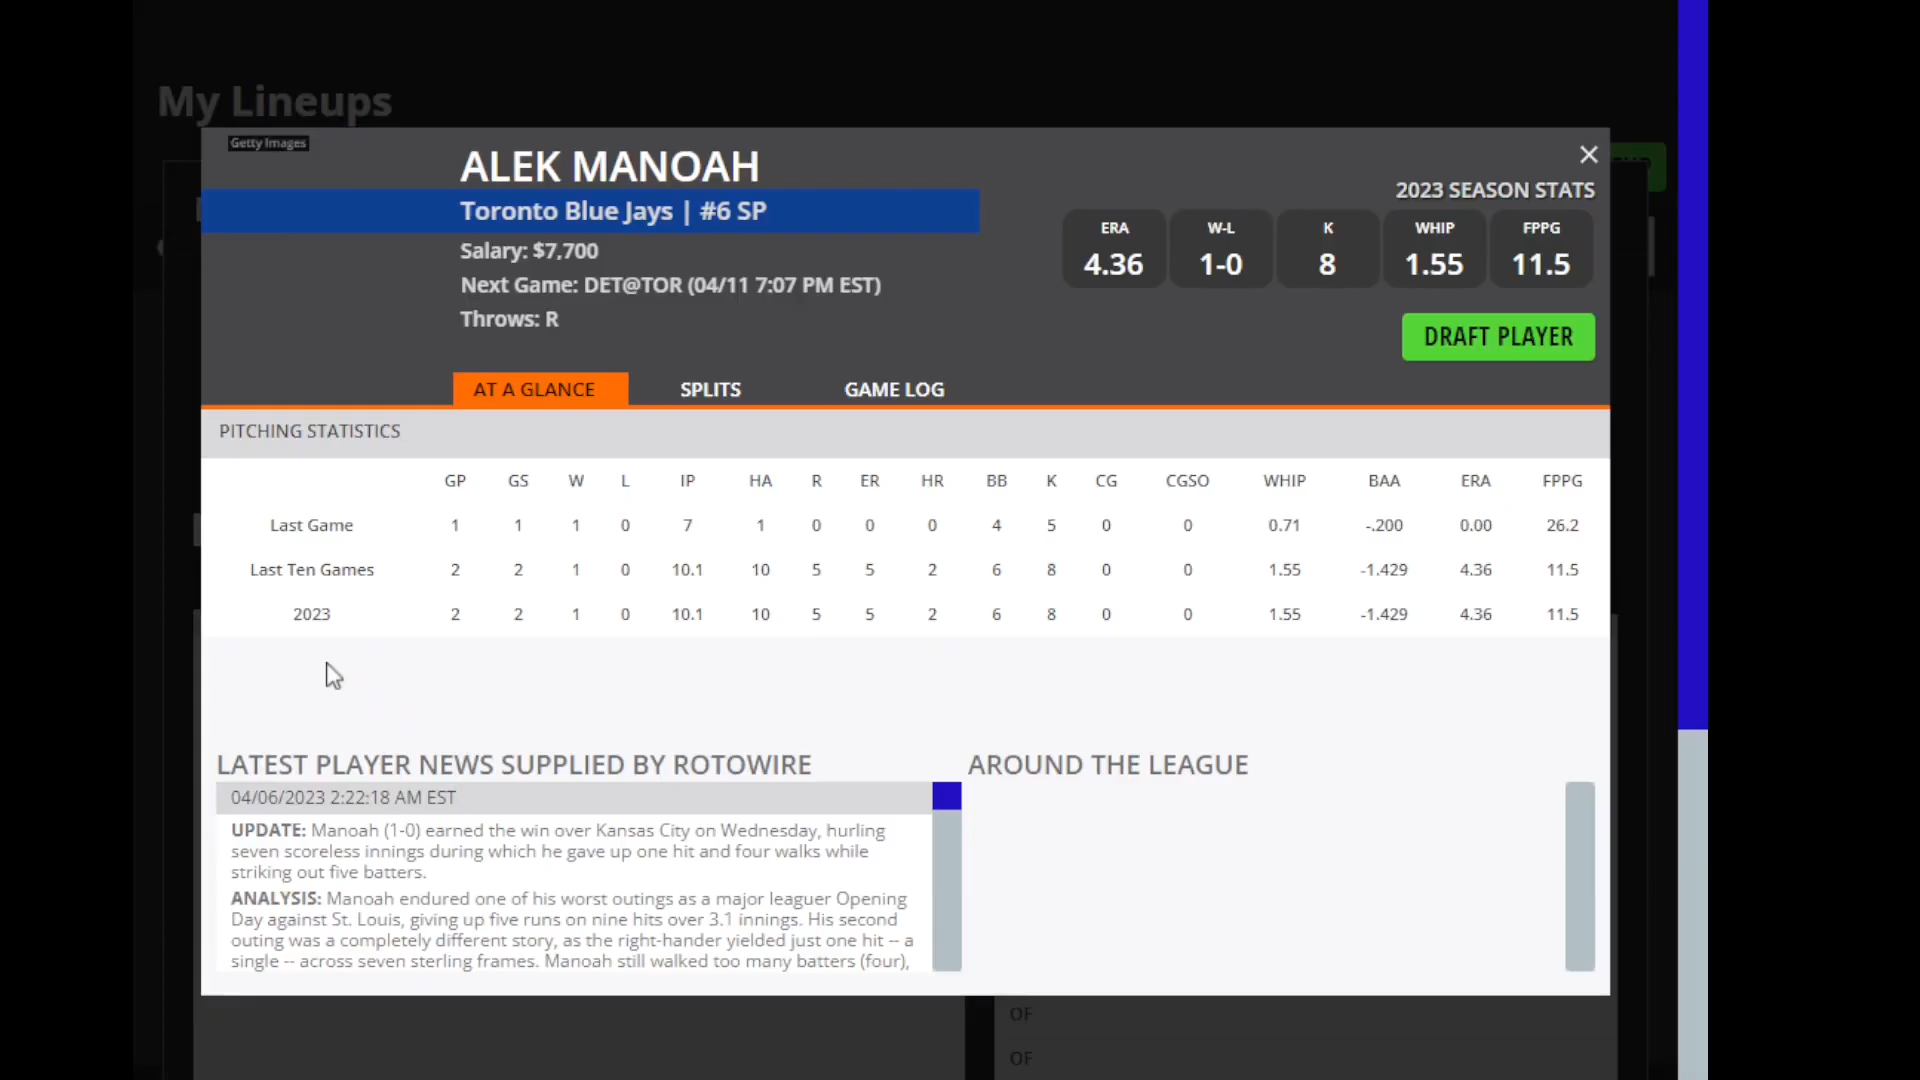 My Lineups
Getty Images
ALEK MANOAH
Toronto Blue Jays | #6 SP
Salary: $7,700
Next Game: DET@TOR (04/11 7:07 PM EST)
Throws: R
2023 SEASON STATS
ERA W-L K WHIP FPPG
4.36 1-0 8 1.55 11.5
DRAFT PLAYER
AT A GLANCE SPLITS GAME LOG
PITCHING STATISTICS
GP GS W L IP HA R ER HR BB K CG CGSO WHIP BAA ERA FPPG
Last Game 1 1 1 0 7 1 0 0 0 4 5 0 0 0.71 -.200 0.00 26.2
Last Ten Games 2 2 1 0 10.1 10 5 5 2 6 8 0 0 1.55 -1.429 4.36 11.5
2023 2 2 1 0 10.1 10 5 5 2 6 8 0 0 1.55 -1.429 4.36 11.5
LATEST PLAYER NEWS SUPPLIED BY ROTOWIRE
04/06/2023 2:22:18 AM EST
UPDATE: Manoah (1-0) earned the win over Kansas City on Wednesday, hurling
seven scoreless innings during which he gave up one hit and four walks while
striking out five batters.
ANALYSIS: Manoah endured one of his worst outings as a major leaguer Opening
Day against St. Louis, giving up five runs on nine hits over 3.1 innings. His second
outing was a completely different story, as the right-hander yielded just one hit -- a
single -- across seven sterling frames. Manoah still walked too many batters (four),
AROUND THE LEAGUE
OF
OF